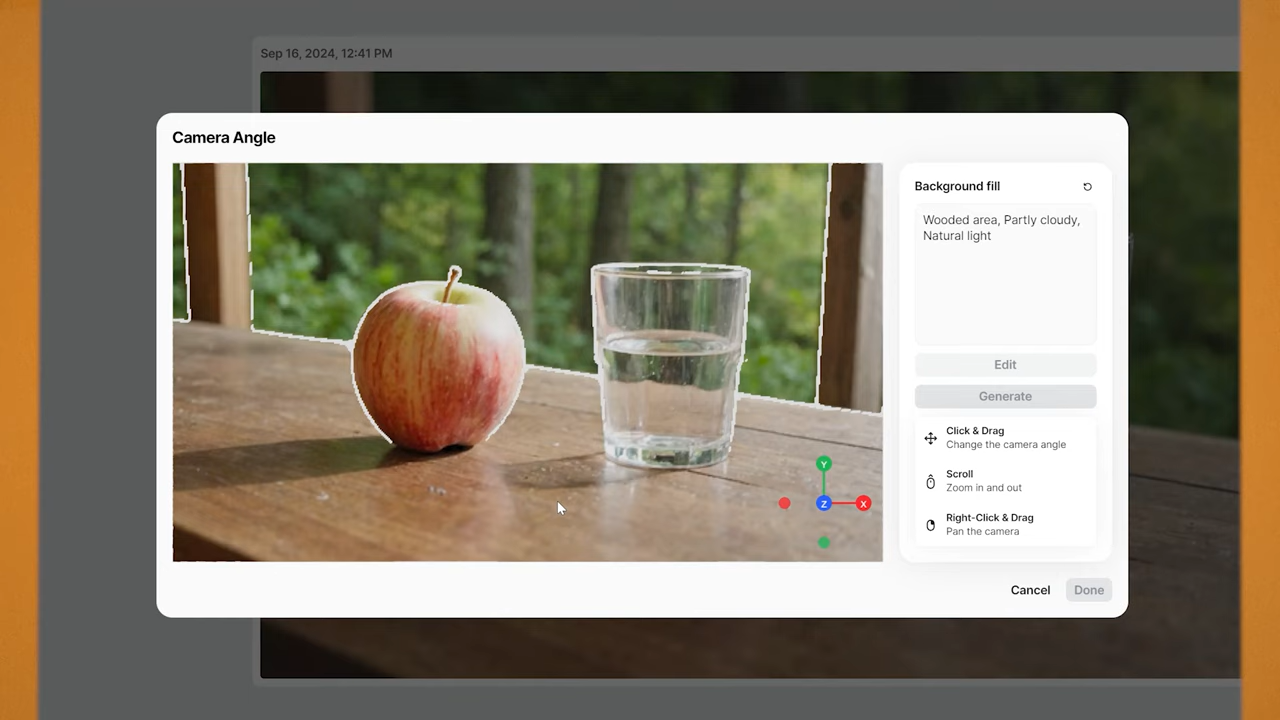 Sep 16, 2024, 12:41 PM
Camera Angle
Background fill
Wooded area, Partly cloudy,
Natural light
Edit
Generate
Click & Drag
Change the camera angle
Scroll
Zoom in and out
Right-Click & Drag
Pan the camera
Y
Z
X
Cancel
Done